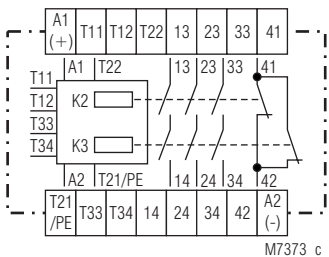 A1 (+) T11 T12 T22 13 23 33 41
A1 T22 13 23 33 41
T11
T12
T33
T34
K2
K3
A2 T21/PE 14 24 34 42
T21 /PE T33 T34 14 24 34 42 A2 (-)
M7373_c